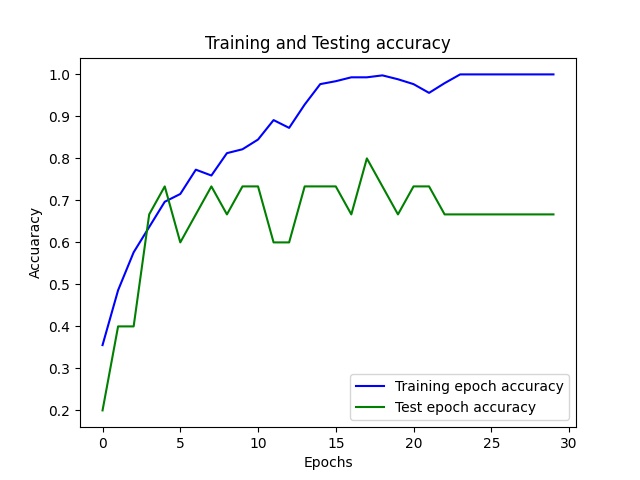 Training and Testing accuracy
1.0
0.9
0.8
0.7
0.6
0.5
0.4
0.3
0.2
Accuaracy
Training epoch accuracy
Test epoch accuracy
0 5 10 15 20 25 30
Epochs